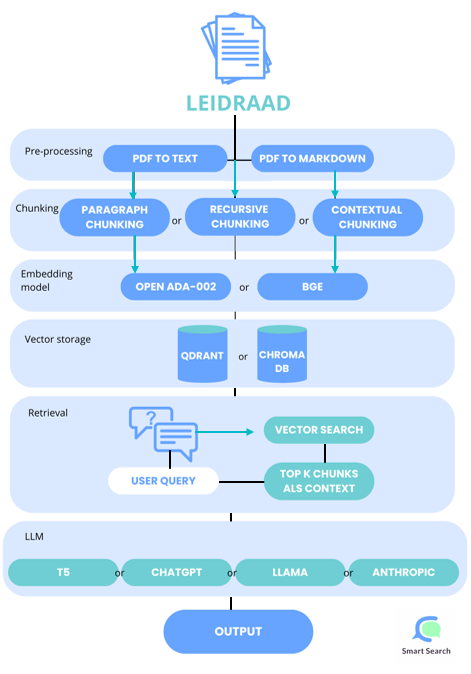 LEIDRAAD
Pre-processing
PDF TO TEXT
PDF TO MARKDOWN
Chunking
PARAGRAPH
CHUNKING
or
RECURSIVE
CHUNKING
or
CONTEXTUAL
CHUNKING
Embedding
model
OPEN ADA-002
or
BGE
Vector storage
QDRANT
or
CHROMA
DB
Retrieval
?
VECTOR SEARCH
USER QUERY
TOP K CHUNKS
ALS CONTEXT
LLM
T5
or
CHATGPT
or
LLAMA
or
ANTHROPIC
OUTPUT
Smart Search